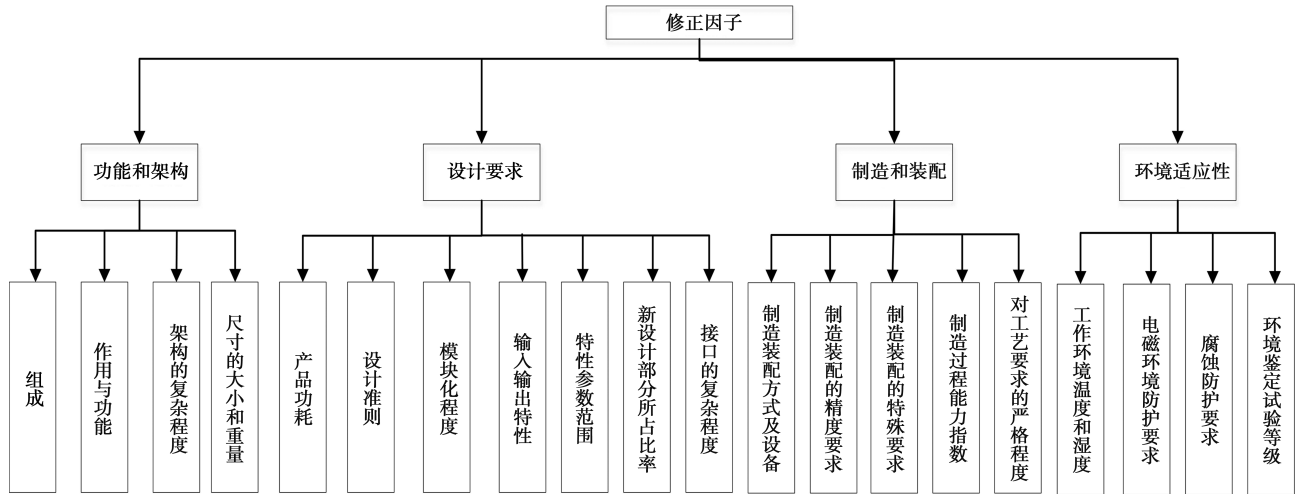 修正因子
功能和架构
设计要求
制造和装配
环境适应性
组成
作用与功能
架构的复杂程度
尺寸的大小和重量
产品功耗
设计准则
模块化程度
输入输出特性
特性参数范围
新设计部分所占比率
接口的复杂程度
制造装配方式及设备
制造装配的精度要求
制造装配的特殊要求
制造过程能力指数
对工艺要求的严格程度
工作环境温度和湿度
电磁环境防护要求
腐蚀防护要求
环境鉴定试验等级